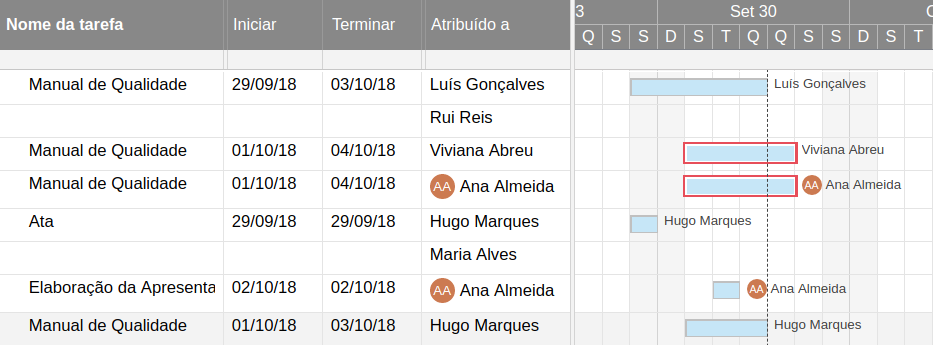 Nome da tarefa Iniciar Terminar Atribuído a 3 Set 30
Q S S D S T Q Q S S D S T
Manual de Qualidade 29/09/18 03/10/18 Luís Gonçalves Luís Gonçalves
Rui Reis
Manual de Qualidade 01/10/18 04/10/18 Viviana Abreu Viviana Abreu
Manual de Qualidade 01/10/18 04/10/18 AA Ana Almeida AA Ana Almeida
Ata 29/09/18 29/09/18 Hugo Marques Hugo Marques
Maria Alves
Elaboração da Apresenta 02/10/18 02/10/18 AA Ana Almeida AA Ana Almeida
Manual de Qualidade 01/10/18 03/10/18 Hugo Marques Hugo Marques